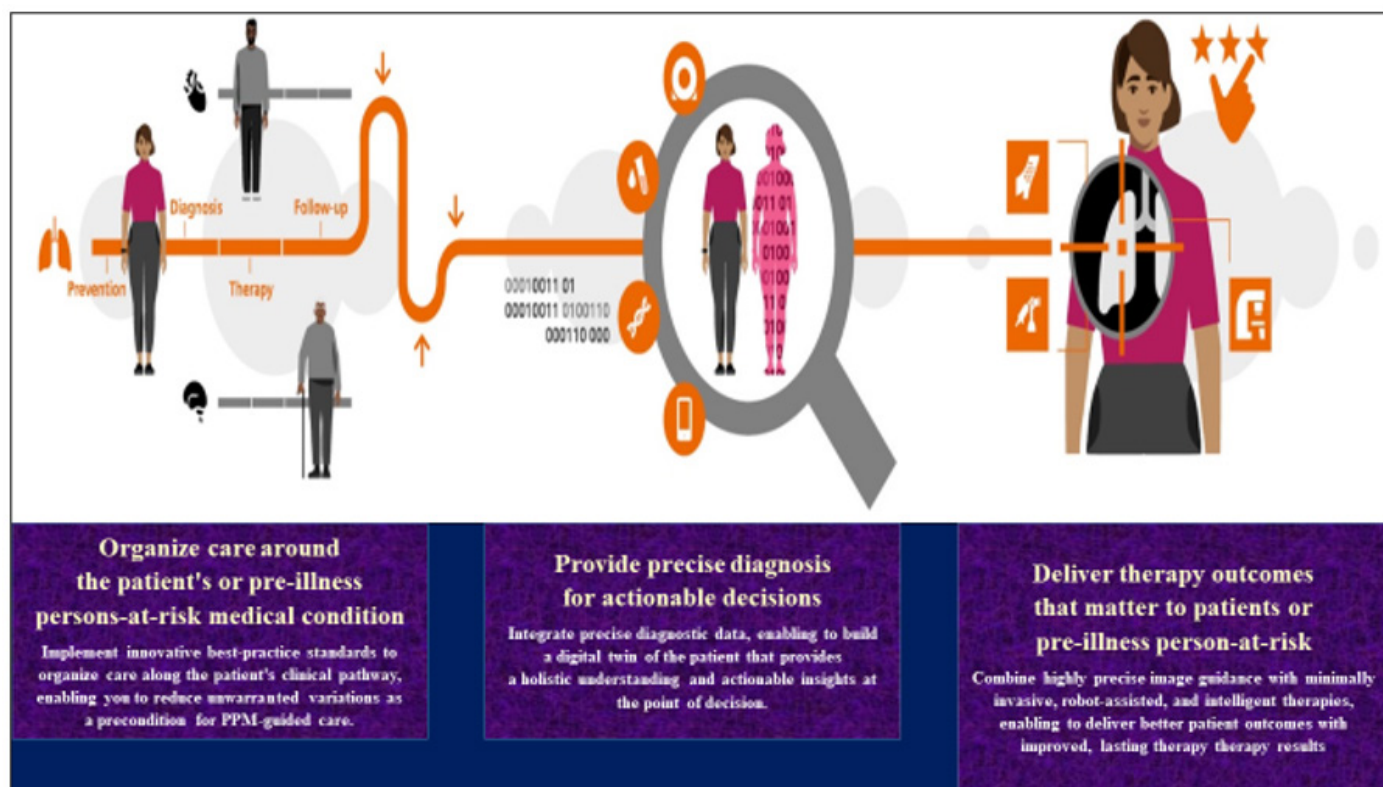 Diagnosis
Follow-up
Prevention
Therapy
00010011 01
00010011 0100110
000110 000
Organize care around
the patient's or pre-illness
persons-at-risk medical condition
Implement innovative best-practice standards to
organize care along the patient's clinical pathway,
enabling you to reduce unwarranted variations as
a precondition for PPM-guided care.
Provide precise diagnosis
for actionable decisions
Integrate precise diagnostic data, enabling to build
a digital twin of the patient that provides
a holistic understanding and actionable insights at
the point of decision.
Deliver therapy outcomes
that matter to patients or
pre-illness person-at-risk
Combine highly precise image guidance with minimally
invasive, robot-assisted, and intelligent therapies,
enabling to deliver better patient outcomes with
improved, lasting therapy therapy results